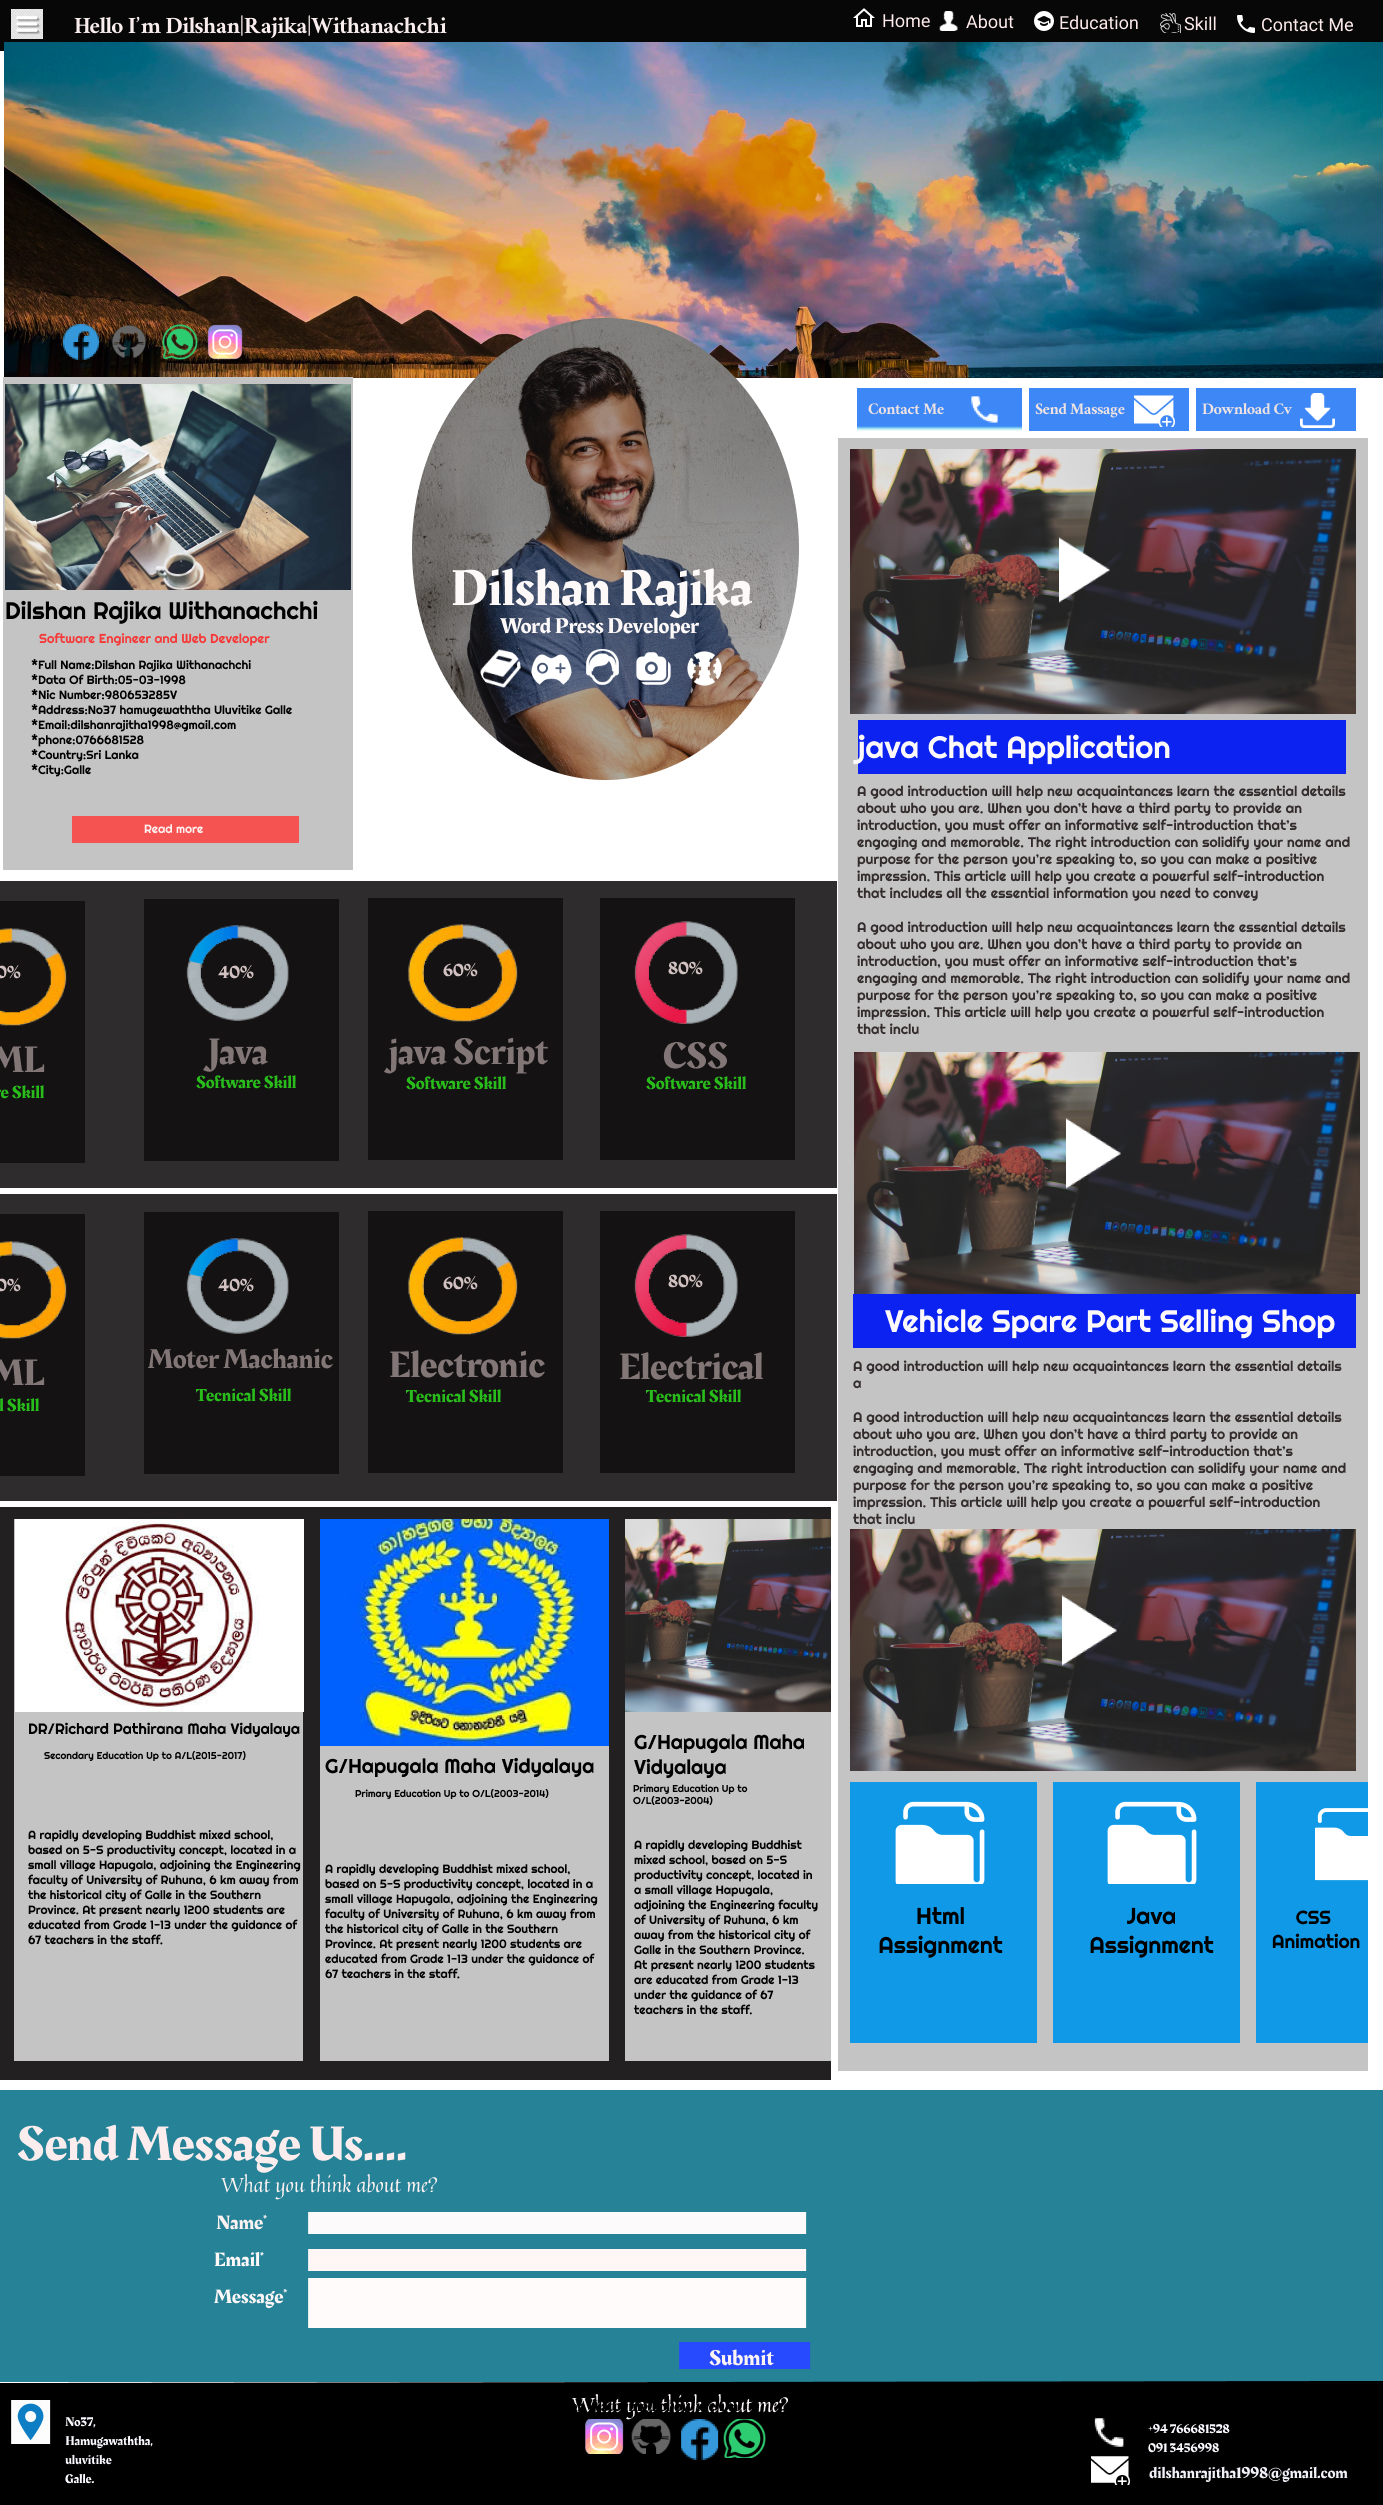 Hello I'm Dilshan|Rajika|Withanachchi
Home
About
Education
Skill
Contact Me
Dilshan Rajika
Word Press Developer
Dilshan Rajika Withanachchi
Software Engineer and Web Developer
*Full Name:Dilshan Rajika Withanachchi
*Data Of Birth:05-03-1998
*Nic Number:980653285V
*Address:No37 hamugewaththa Uluvitike Galle
*Email:dilshanrajitha1998@gmail.com
*phone:0766681528
*Country:Sri Lanka
*City:Galle
Read more
Contact Me
Send Massage
Download Cv
java Chat Application
A good introduction will help new acquaintances learn the essential details
about who you are. When you don't have a third party to provide an
introduction, you must offer an informative self-introduction that's
engaging and memorable. The right introduction can solidify your name and
purpose for the person you're speaking to, so you can make a positive
impression. This article will help you create a powerful self-introduction
that includes all the essential information you need to convey
A good introduction will help new acquaintances learn the essential details
about who you are. When you don't have a third party to provide an
introduction, you must offer an informative self-introduction that's
engaging and memorable. The right introduction can solidify your name and
purpose for the person you're speaking to, so you can make a positive
impression. This article will help you create a powerful self-introduction
that inclu
Vehicle Spare Part Selling Shop
A good introduction will help new acquaintances learn the essential details
a
A good introduction will help new acquaintances learn the essential details
about who you are. When you don't have a third party to provide an
introduction, you must offer an informative self-introduction that's
engaging and memorable. The right introduction can solidify your name and
purpose for the person you're speaking to, so you can make a positive
impression. This article will help you create a powerful self-introduction
that inclu
Html
Assignment
Java
Assignment
CSS
Animation
0%
ML
e Skill
40%
Java
Software Skill
60%
java Script
Software Skill
80%
CSS
Software Skill
0%
ML
l Skill
40%
Moter Machanic
Tecnical Skill
60%
Electronic
Tecnical Skill
80%
Electrical
Tecnical Skill
සිරිපුන් දිවියකට අධ්‍යාපනය
ආචාර්ය රිචර්ඩ් පතිරණ විද්‍යාලය
DR/Richard Pathirana Maha Vidyalaya
Secondary Education Up to A/L(2015-2017)
A rapidly developing Buddhist mixed school,
based on 5-S productivity concept, located in a
small village Hapugala, adjoining the Engineering
faculty of University of Ruhuna, 6 km away from
the historical city of Galle in the Southern
Province. At present nearly 1200 students are
educated from Grade 1-13 under the guidance of
67 teachers in the staff.
ගා/හපුගල මහා විද්‍යාලය
ඉදිරියට නොනැවතී යමු
G/Hapugala Maha Vidyalaya
Primary Education Up to O/L(2003-2014)
A rapidly developing Buddhist mixed school,
based on 5-S productivity concept, located in a
small village Hapugala, adjoining the Engineering
faculty of University of Ruhuna, 6 km away from
the historical city of Galle in the Southern
Province. At present nearly 1200 students are
educated from Grade 1-13 under the guidance of
67 teachers in the staff.
G/Hapugala Maha
Vidyalaya
Primary Education Up to
O/L(2003-2004)
A rapidly developing Buddhist
mixed school, based on 5-S
productivity concept, located in
a small village Hapugala,
adjoining the Engineering faculty
of University of Ruhuna, 6 km
away from the historical city of
Galle in the Southern Province.
At present nearly 1200 students
are educated from Grade 1-13
under the guidance of 67
teachers in the staff.
Send Message Us....
What you think about me?
Name*
Email*
Message*
Submit
What you think about me?
No37,
Hamugawaththa,
uluvitike
Galle.
+94 766681528
091 3456998
dilshanrajitha1998@gmail.com